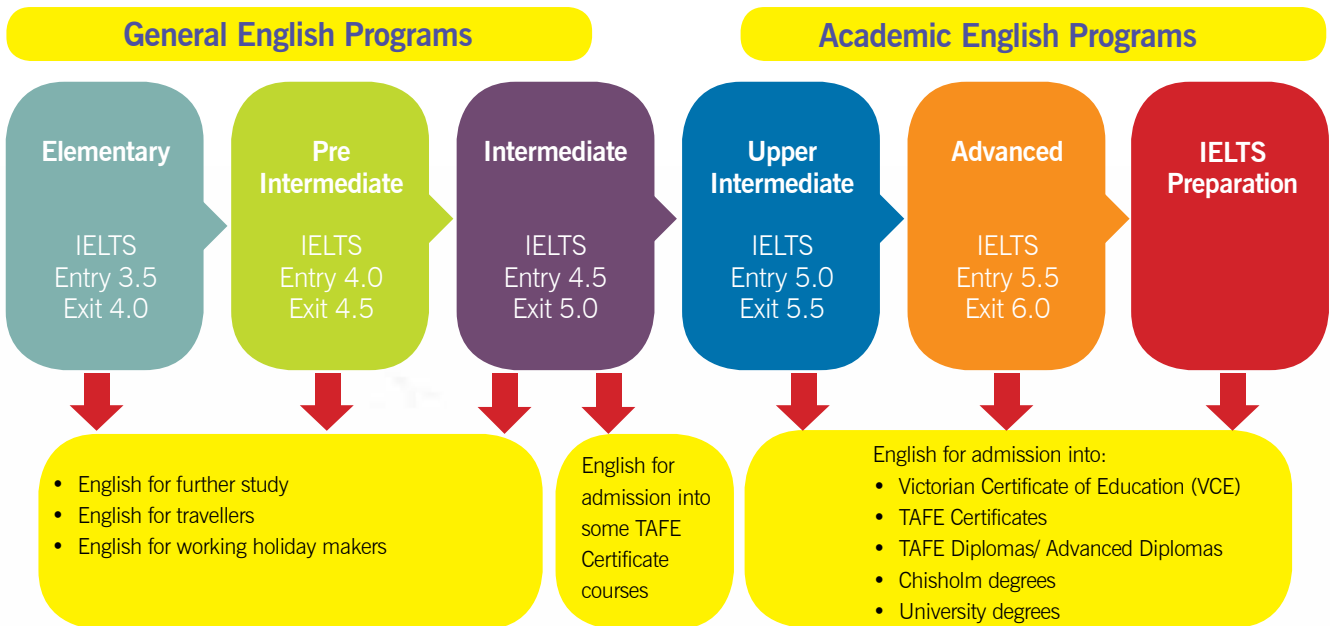 General English Programs
Academic English Programs
Elementary
IELTS
Entry 3.5
Exit 4.0
Pre
Intermediate
IELTS
Entry 4.0
Exit 4.5
Intermediate
IELTS
Entry 4.5
Exit 5.0
Upper
Intermediate
IELTS
Entry 5.0
Exit 5.5
Advanced
IELTS
Entry 5.5
Exit 6.0
IELTS
Preparation
• English for further study
• English for travellers
• English for working holiday makers
English for
admission into
some TAFE
Certificate
courses
English for admission into:
• Victorian Certificate of Education (VCE)
• TAFE Certificates
• TAFE Diplomas/ Advanced Diplomas
• Chisholm degrees
• University degrees